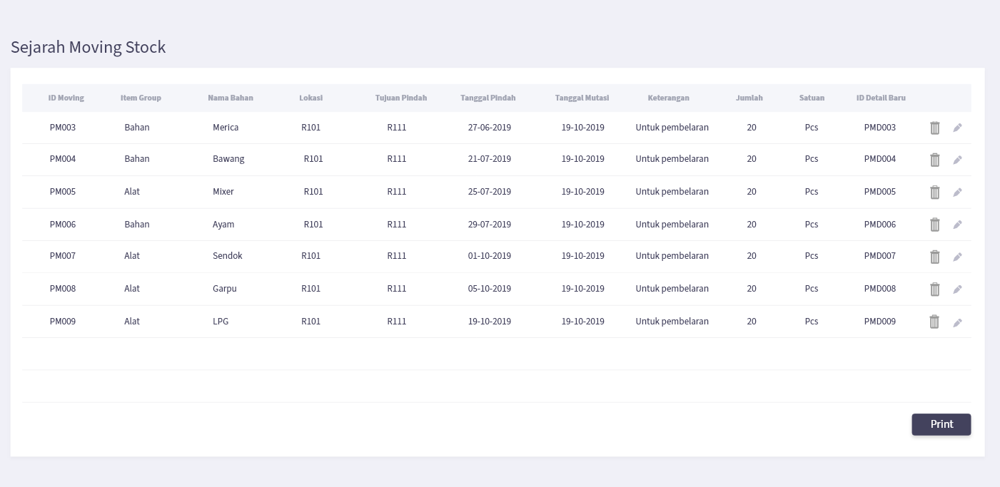 Sejarah Moving Stock
ID Moving Item Group Nama Bahan Lokasi Tujuan Pindah Tanggal Pindah Tanggal Mutasi Keterangan Jumlah Satuan ID Detail Baru
PM003 Bahan Merica R101 R111 27-06-2019 19-10-2019 Untuk pembelaran 20 Pcs PMD003
PM004 Bahan Bawang R101 R111 21-07-2019 19-10-2019 Untuk pembelaran 20 Pcs PMD004
PM005 Alat Mixer R101 R111 25-07-2019 19-10-2019 Untuk pembelaran 20 Pcs PMD005
PM006 Bahan Ayam R101 R111 29-07-2019 19-10-2019 Untuk pembelaran 20 Pcs PMD006
PM007 Alat Sendok R101 R111 01-10-2019 19-10-2019 Untuk pembelaran 20 Pcs PMD007
PM008 Alat Garpu R101 R111 05-10-2019 19-10-2019 Untuk pembelaran 20 Pcs PMD008
PM009 Alat LPG R101 R111 19-10-2019 19-10-2019 Untuk pembelaran 20 Pcs PMD009
Print